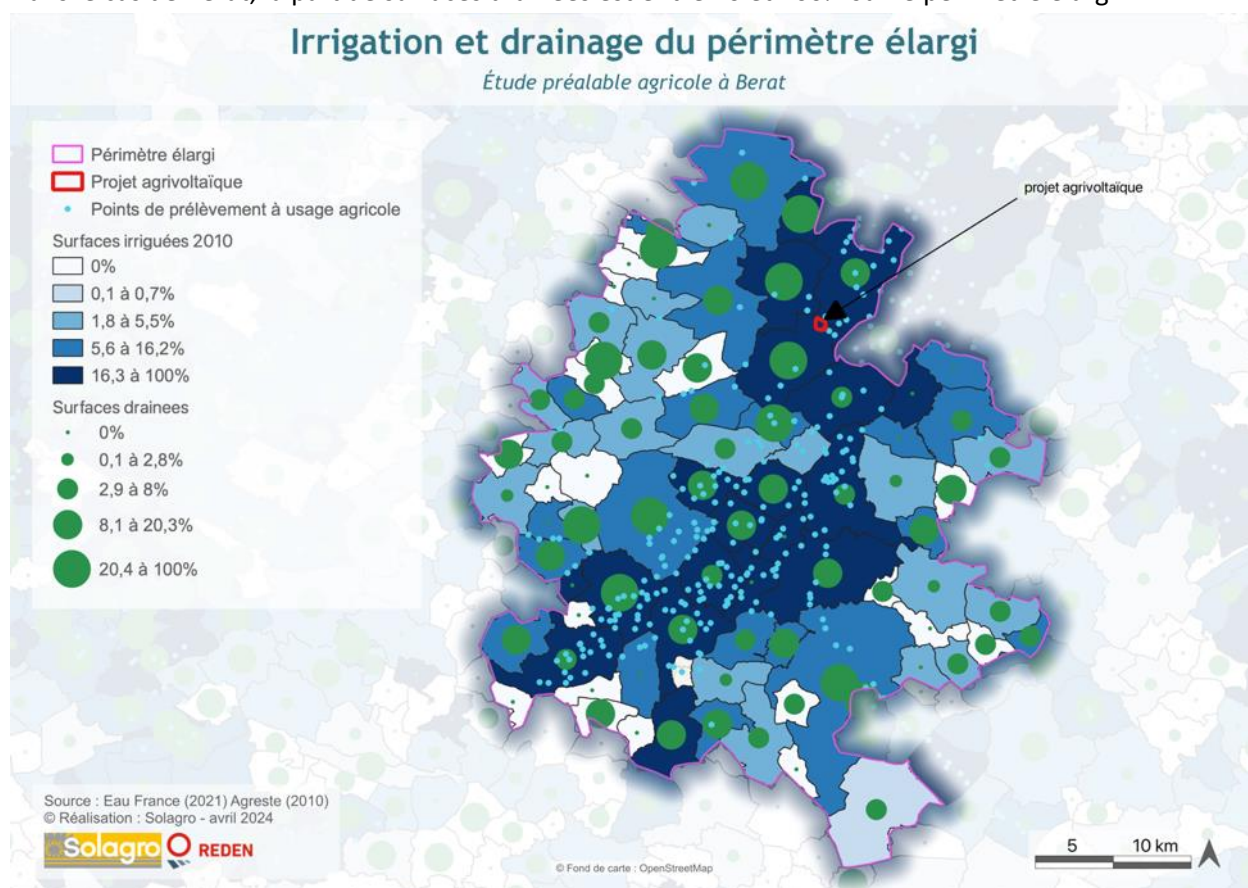 Irrigation et drainage du périmètre élargi
Étude préalable agricole à Berat
Périmètre élargi
Projet agrivoltaïque
Points de prélèvement à usage agricole
Surfaces irriguées 2010
0%
0,1 à 0,7%
1,8 à 5,5%
5,6 à 16,2%
16,3 à 100%
Surfaces drainees
0%
0,1 à 2,8%
2,9 à 8%
8,1 à 20,3%
20,4 à 100%
projet agrivoltaïque
Source : Eau France (2021) Agreste (2010)
© Réalisation : Solagro - avril 2024
Solagro
REDEN
© Fond de carte : OpenStreetMap
5 10 km